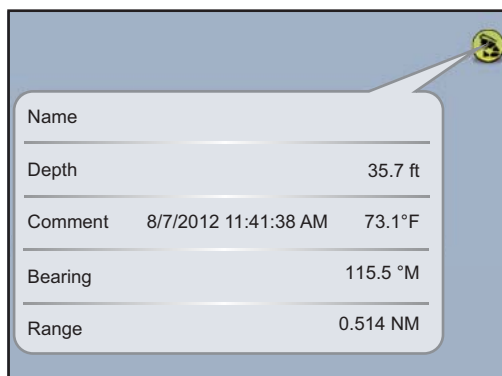 Name
Depth 35.7 ft
Comment 8/7/2012 11:41:38 AM 73.1°F
Bearing 115.5 °M
Range 0.514 NM